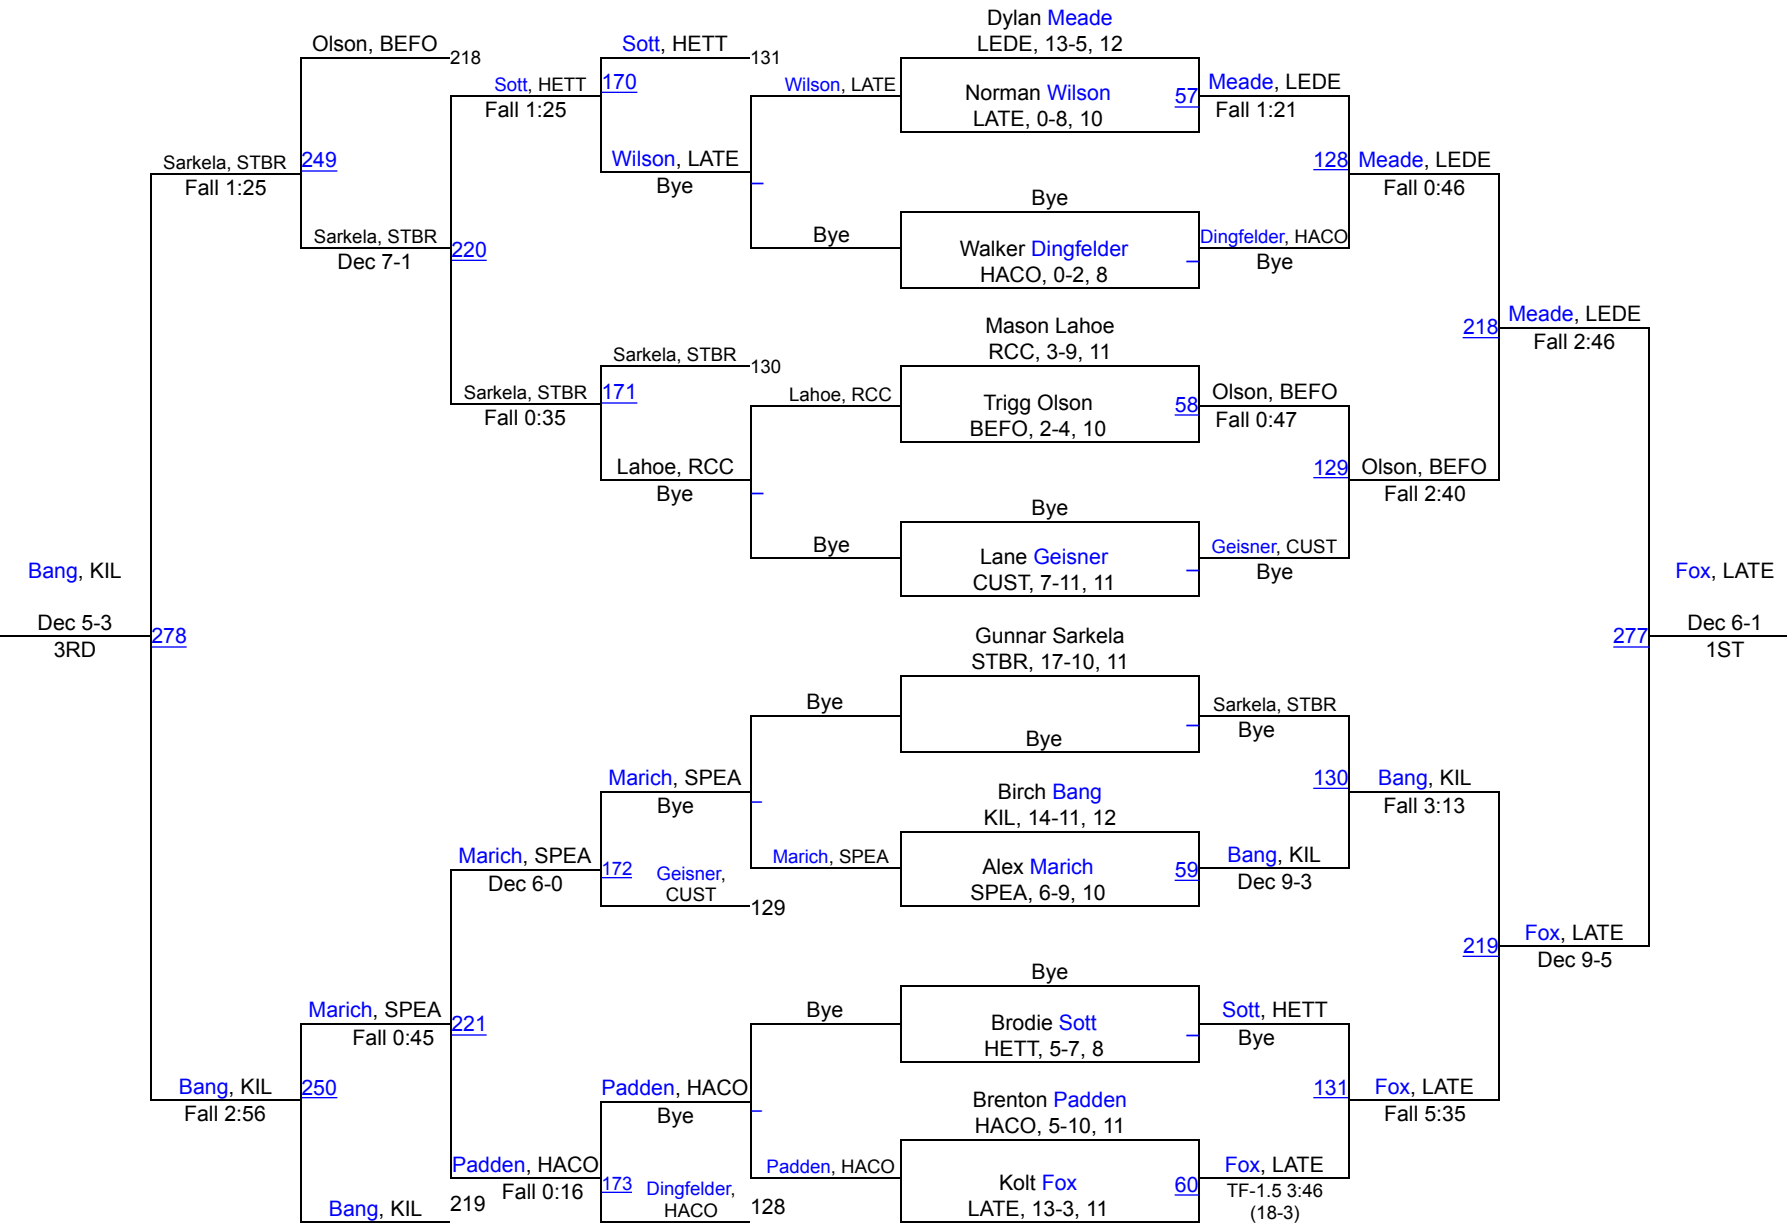 Dylan Meade
LEDE, 13-5, 12
Olson, BEFO
218
Sott, HETT
131
Sott, HETT
Fall 1:25
170
Wilson, LATE
Norman Wilson
LATE, 0-8, 10
57
Meade, LEDE
Fall 1:21
Sarkela, STBR
Fall 1:25
249
Wilson, LATE
Bye
128
Meade, LEDE
Fall 0:46
Bye
Sarkela, STBR
Dec 7-1
220
Bye
Walker Dingfelder
HACO, 0-2, 8
Dingfelder, HACO
Bye
Mason Lahoe
RCC, 3-9, 11
218
Meade, LEDE
Fall 2:46
Sarkela, STBR
130
Sarkela, STBR
Fall 0:35
171
Lahoe, RCC
Trigg Olson
BEFO, 2-4, 10
58
Olson, BEFO
Fall 0:47
Lahoe, RCC
Bye
129
Olson, BEFO
Fall 2:40
Bye
Bye
Lane Geisner
CUST, 7-11, 11
Geisner, CUST
Bye
Bang, KIL
Dec 5-3
3RD
278
Fox, LATE
Dec 6-1
1ST
277
Gunnar Sarkela
STBR, 17-10, 11
Bye
Bye
Sarkela, STBR
Bye
Marich, SPEA
Bye
Birch Bang
KIL, 14-11, 12
130
Bang, KIL
Fall 3:13
Marich, SPEA
Dec 6-0
172
Geisner,
CUST
129
Marich, SPEA
Alex Marich
SPEA, 6-9, 10
59
Bang, KIL
Dec 9-3
219
Fox, LATE
Dec 9-5
Bye
Marich, SPEA
Fall 0:45
221
Bye
Brodie Sott
HETT, 5-7, 8
Sott, HETT
Bye
Bang, KIL
Fall 2:56
250
Padden, HACO
Bye
Brenton Padden
HACO, 5-10, 11
131
Fox, LATE
Fall 5:35
Padden, HACO
Fall 0:16
173
Dingfelder,
HACO
128
Padden, HACO
Kolt Fox
LATE, 13-3, 11
60
Fox, LATE
TF-1.5 3:46
(18-3)
Bang, KIL
219